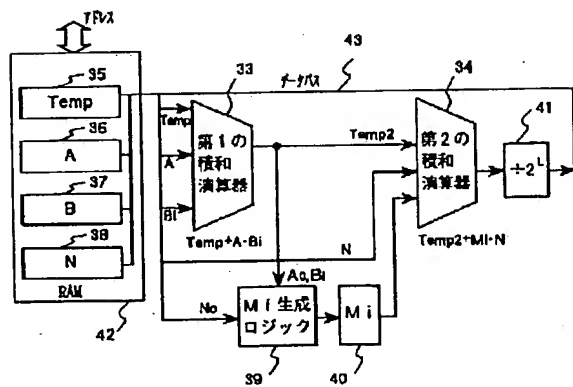 アドレス
43
33
34
35
データバス
Temp
36
A
37
B
38
N
RAM
42
Temp
A
Bi
第1の
積和
演算器
Temp+A·Bi
Temp2
N
第2の
積和
演算器
Temp2+Mi·N
41
÷2^L
A0,Bi
N0
Mi 生成
ロジック
39
Mi
40